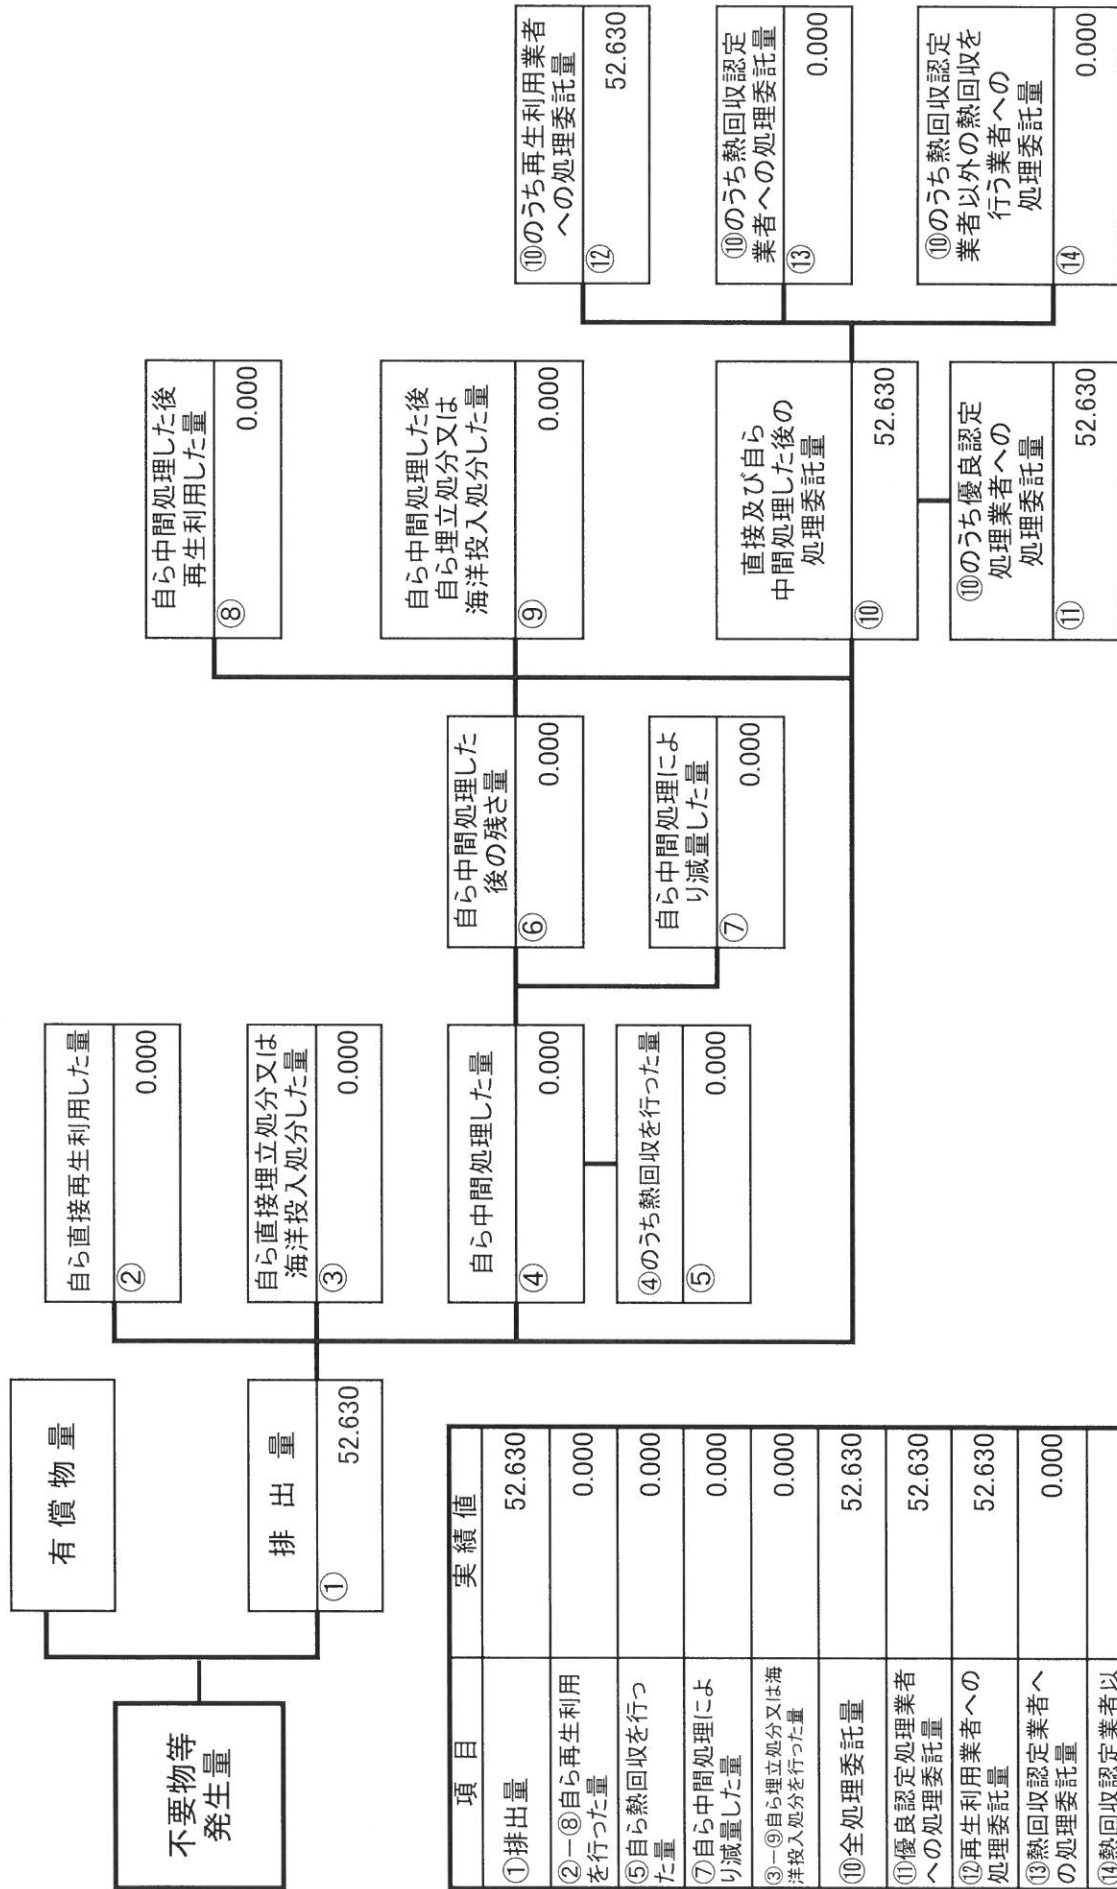 不要物等
発生量
有償物量
排出量
①
52.630
自ら直接再生利用した量
②
0.000
自ら直接埋立処分又は
海洋投入処分した量
③
0.000
自ら中間処理した量
④
0.000
④のうち熱回収を行った量
⑤
0.000
自ら中間処理した
後の残さ量
⑥
0.000
自ら中間処理によ
り減量した量
⑦
0.000
自ら中間処理した後
再生利用した量
⑧
0.000
自ら中間処理した後
自ら埋立処分又は
海洋投入処分した量
⑨
0.000
直接及び自ら
中間処理した後の
処理委託量
⑩
52.630
⑩のうち優良認定
処理業者への
処理委託量
⑪
52.630
⑩のうち再生利用業者
への処理委託量
⑫
52.630
⑩のうち熱回収認定
業者への処理委託量
⑬
0.000
⑩のうち熱回収認定
業者以外の熱回収を
行う業者への
処理委託量
⑭
0.000
項目 実績値
①排出量 52.630
②ー⑧自ら再生利用
を行った量 0.000
⑤自ら熱回収を行っ
た量 0.000
⑦自ら中間処理によ
り減量した量 0.000
③ー⑨自ら埋立処分又は海
洋投入処分を行った量 0.000
⑩全処理委託量 52.630
⑪優良認定処理業者
への処理委託量 52.630
⑫再生利用業者への
処理委託量 52.630
⑬熱回収認定業者へ
の処理委託量 0.000
⑭熱回収認定業者以